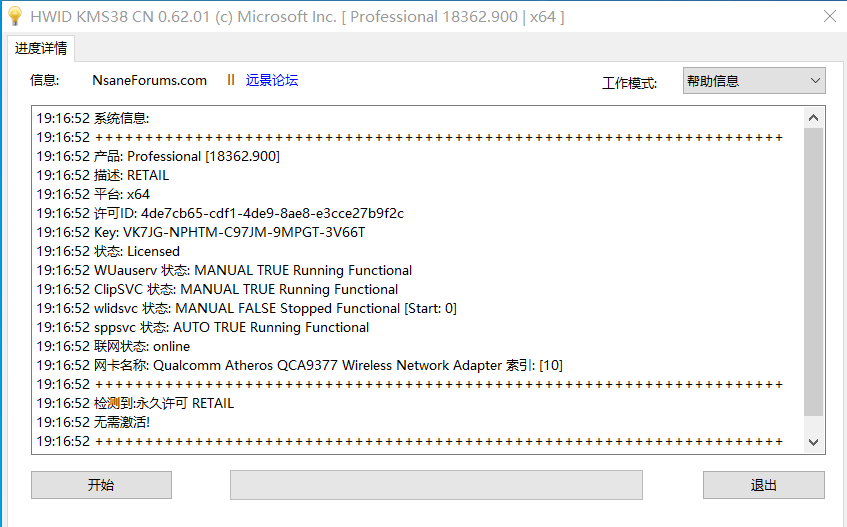 HWID KMS38 CN 0.62.01 (c) Microsoft Inc. [ Professional 18362.900 | x64 ]
进度详情
信息: NsaneForums.com II 远景论坛 工作模式: 帮助信息
19:16:52 系统信息:
19:16:52 +++++++++++++++++++++++++++++++++++++++++++++++++++++++++++++++++++++
19:16:52 产品: Professional [18362.900]
19:16:52 描述: RETAIL
19:16:52 平台: x64
19:16:52 许可ID: 4de7cb65-cdf1-4de9-8ae8-e3cce27b9f2c
19:16:52 Key: VK7JG-NPHTM-C97JM-9MPGT-3V66T
19:16:52 状态: Licensed
19:16:52 WUauserv 状态: MANUAL TRUE Running Functional
19:16:52 ClipSVC 状态: MANUAL TRUE Running Functional
19:16:52 wlidsvc 状态: MANUAL FALSE Stopped Functional [Start: 0]
19:16:52 sppsvc 状态: AUTO TRUE Running Functional
19:16:52 联网状态: online
19:16:52 网卡名称: Qualcomm Atheros QCA9377 Wireless Network Adapter 索引: [10]
19:16:52 +++++++++++++++++++++++++++++++++++++++++++++++++++++++++++++++++++++
19:16:52 检测到:永久许可 RETAIL
19:16:52 无需激活!
19:16:52 +++++++++++++++++++++++++++++++++++++++++++++++++++++++++++++++++++++
开始 退出